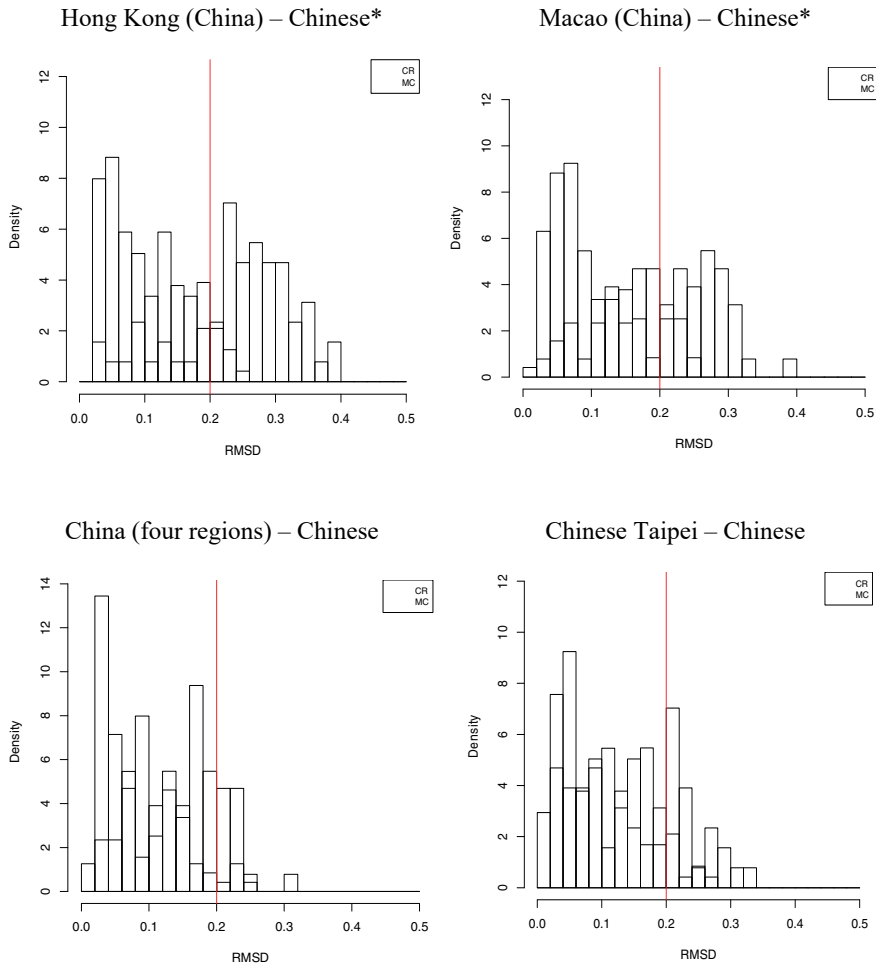 Hong Kong (China) – Chinese*
CR
MC
12
10
8
6
4
2
0
Density
0.0 0.1 0.2 0.3 0.4 0.5
RMSD
Macao (China) – Chinese*
CR
MC
12
10
8
6
4
2
0
Density
0.0 0.1 0.2 0.3 0.4 0.5
RMSD
China (four regions) – Chinese
CR
MC
14
12
10
8
6
4
2
0
Density
0.0 0.1 0.2 0.3 0.4 0.5
RMSD
Chinese Taipei – Chinese
CR
MC
12
10
8
6
4
2
0
Density
0.0 0.1 0.2 0.3 0.4 0.5
RMSD